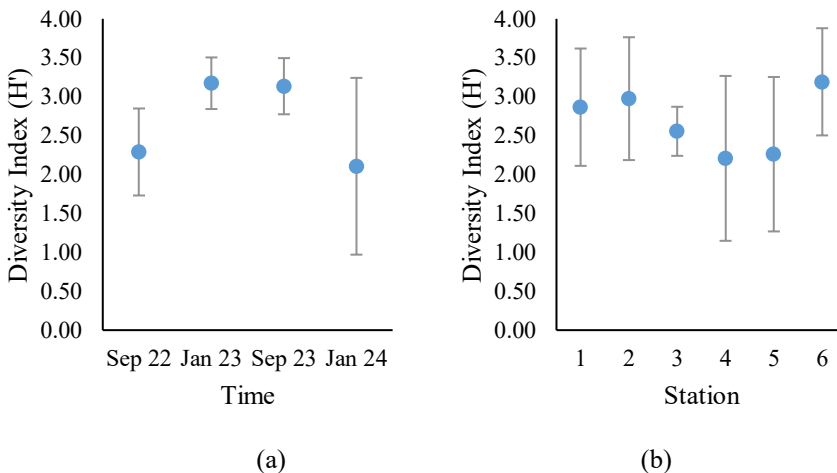 Diversity Index (H')
4.00
3.50
3.00
2.50
2.00
1.50
1.00
0.50
0.00
Sep 22 Jan 23 Sep 23 Jan 24
Time
(a)
Diversity Index (H')
4.00
3.50
3.00
2.50
2.00
1.50
1.00
0.50
0.00
1 2 3 4 5 6
Station
(b)